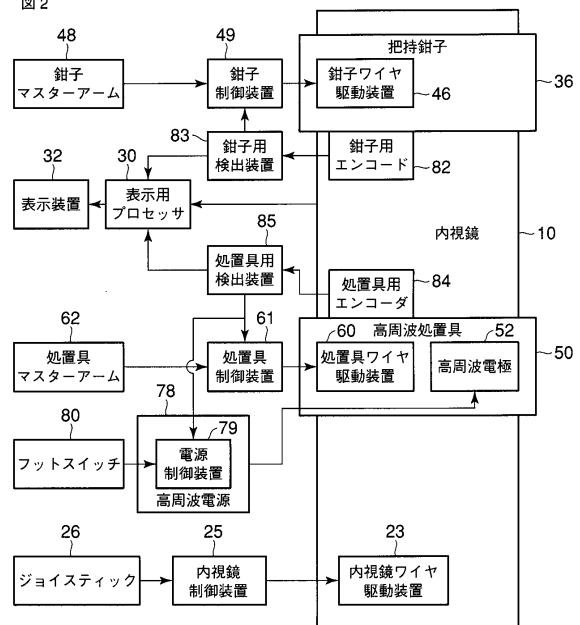 図2
48
鉗子
マスターアーム
49
鉗子
制御装置
把持鉗子
鉗子ワイヤ
駆動装置
46
36
83
鉗子用
検出装置
鉗子用
エンコード
82
32
表示装置
30
表示用
プロセッサ
内視鏡
10
85
処置具用
検出装置
処置具用
エンコーダ
84
62
処置具
マスターアーム
61
処置具
制御装置
高周波処置具
60
処置具ワイヤ
駆動装置
52
高周波電極
50
80
フットスイッチ
78
79
電源
制御装置
高周波電源
26
ジョイスティック
25
内視鏡
制御装置
23
内視鏡ワイヤ
駆動装置